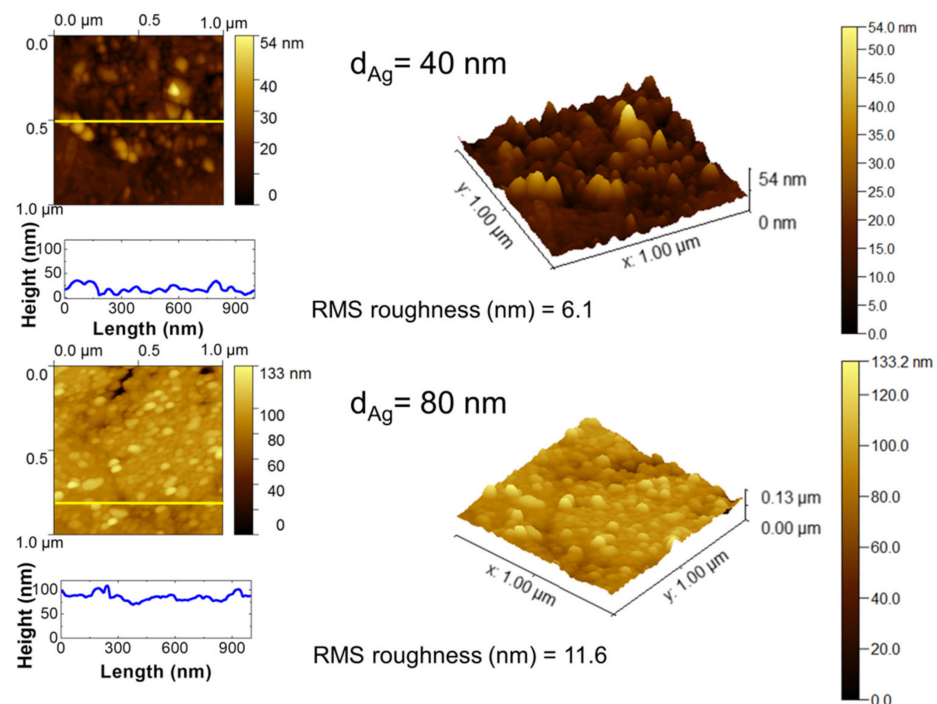 0.0 µm 0.5 1.0 µm
0.0
0.5
1.0 µm
54 nm
40
30
20
0
d_Ag= 40 nm
y: 1.00 µm
x: 1.00 µm
54 nm
0 nm
54.0 nm
50.0
45.0
40.0
35.0
30.0
25.0
20.0
15.0
10.0
5.0
0.0
Height (nm)
100
50
0
0 300 600 900
Length (nm)
RMS roughness (nm) = 6.1
0.0 µm 0.5 1.0 µm
0.0
0.5
1.0 µm
133 nm
100
80
60
40
0
d_Ag= 80 nm
x: 1.00 µm
y: 1.00 µm
0.13 µm
0.00 µm
133.2 nm
120.0
100.0
80.0
60.0
40.0
20.0
0.0
Height (nm)
100
50
0
0 300 600 900
Length (nm)
RMS roughness (nm) = 11.6